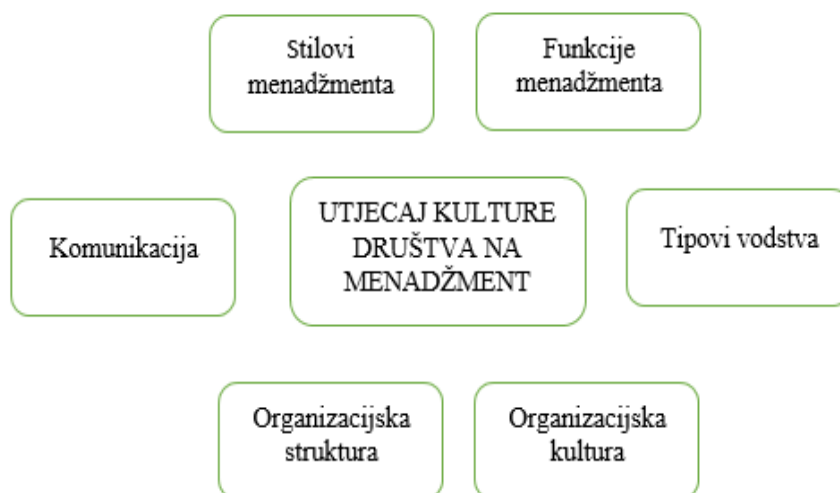 Stilovi
menadžmenta
Funkcije
menadžmenta
Komunikacija
UTJECAJ KULTURE
DRUŠTVA NA
MENADŽMENT
Tipovi vodstva
Organizacijska
struktura
Organizacijska
kultura